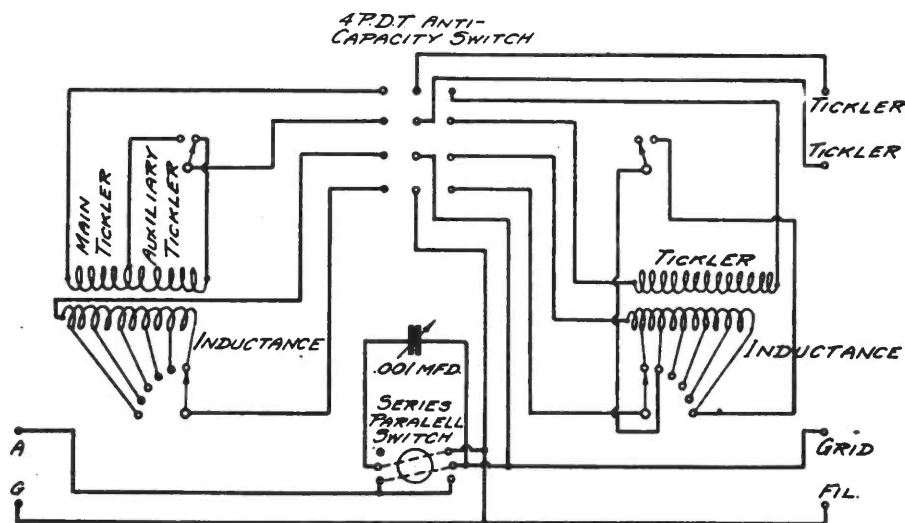 4 P.D.T ANTI-
CAPACITY SWITCH
TICKLER
TICKLER
MAIN
TICKLER
AUXILIARY
TICKLER
TICKLER
INDUCTANCE
INDUCTANCE
.001 MFD.
SERIES
PARALELL
SWITCH
A
GRID
G
FIL.